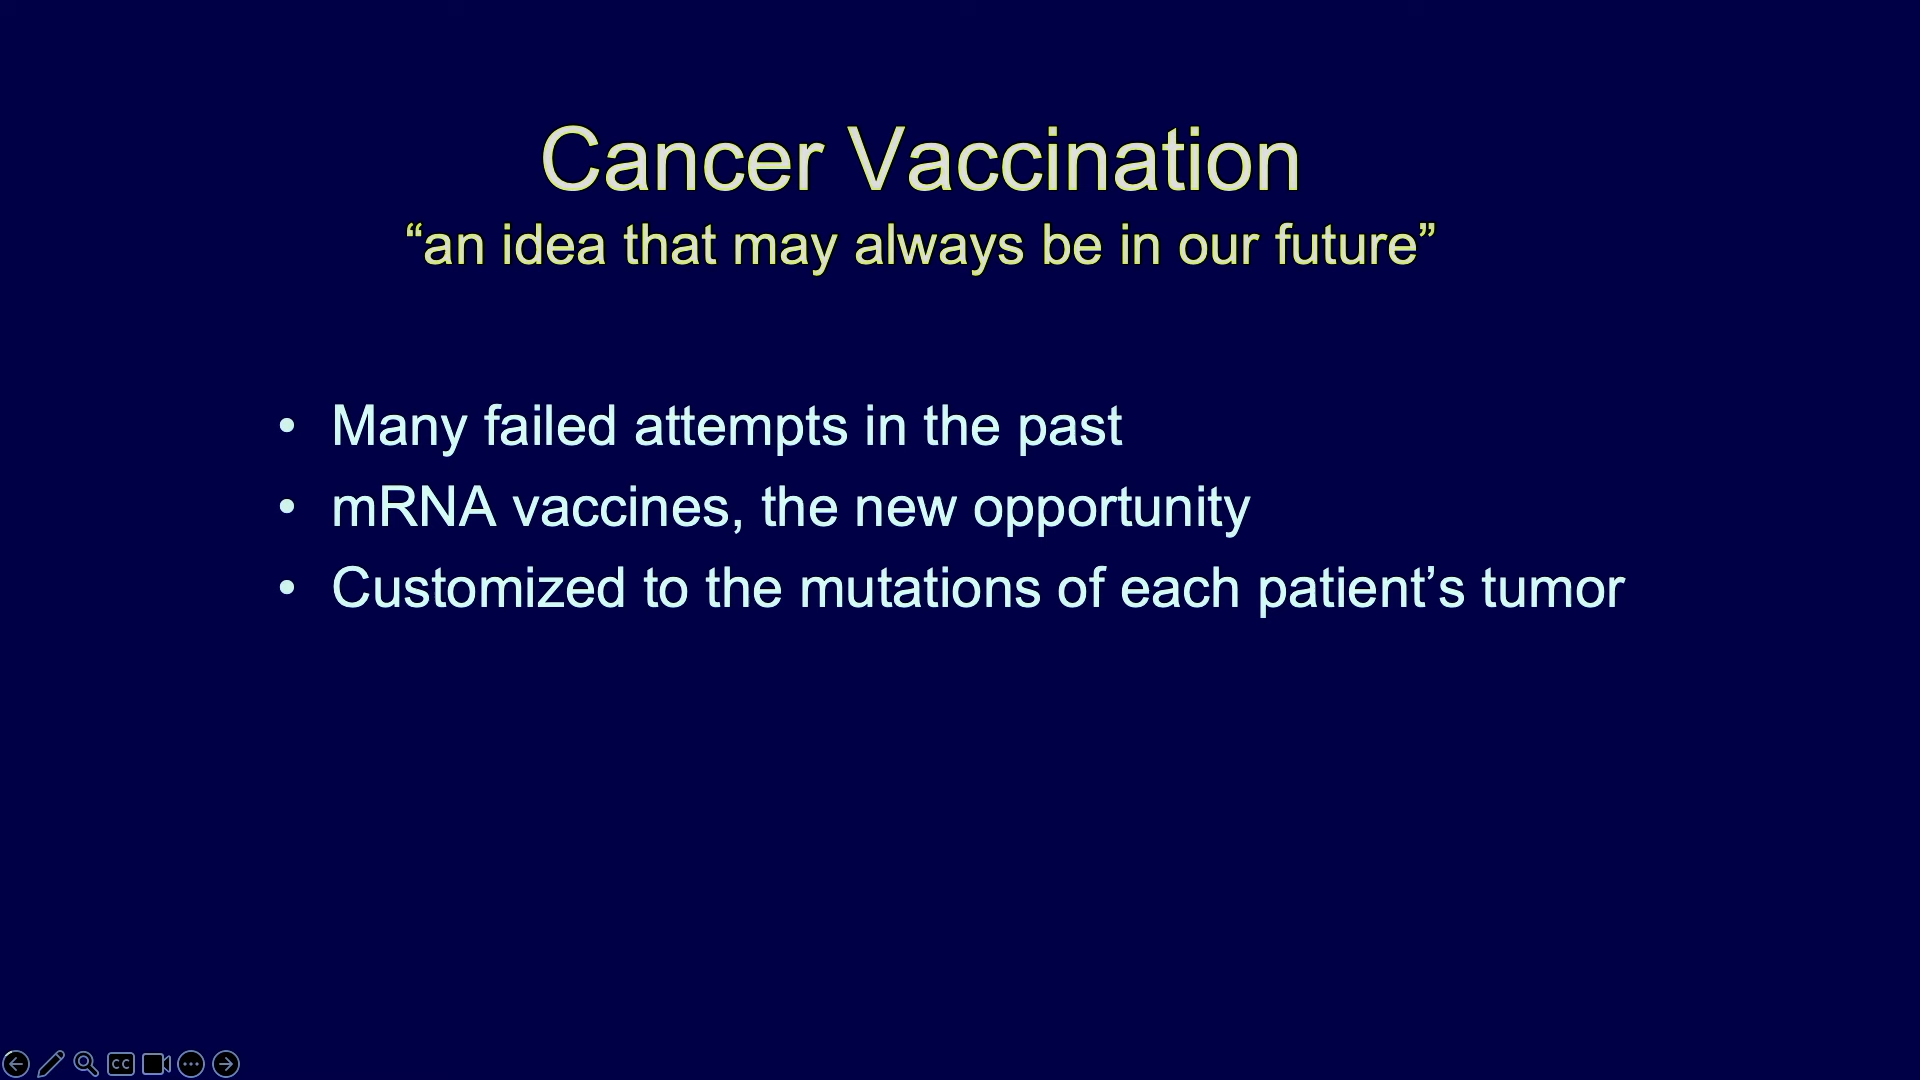 Cancer Vaccination
“an idea that may always be in our future”
• Many failed attempts in the past
• mRNA vaccines, the new opportunity
• Customized to the mutations of each patient’s tumor
CC